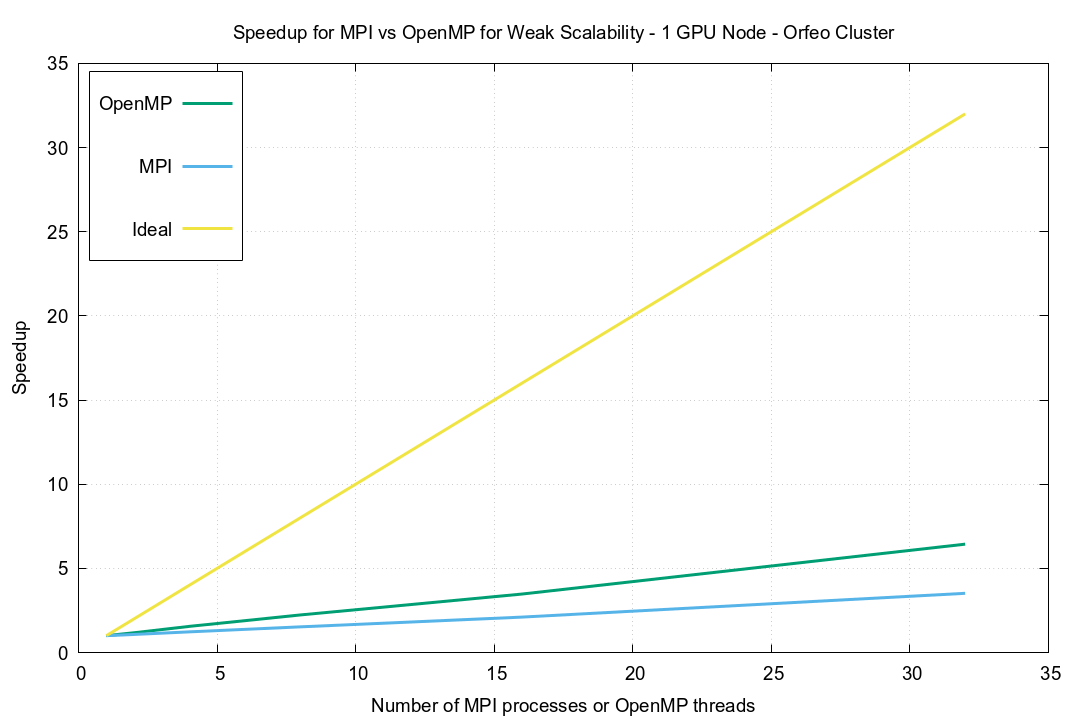 Speedup for MPI vs OpenMP for Weak Scalability - 1 GPU Node - Orfeo Cluster
OpenMP
MPI
Ideal
35
30
25
20
15
10
5
0
Speedup
0 5 10 15 20 25 30 35
Number of MPI processes or OpenMP threads